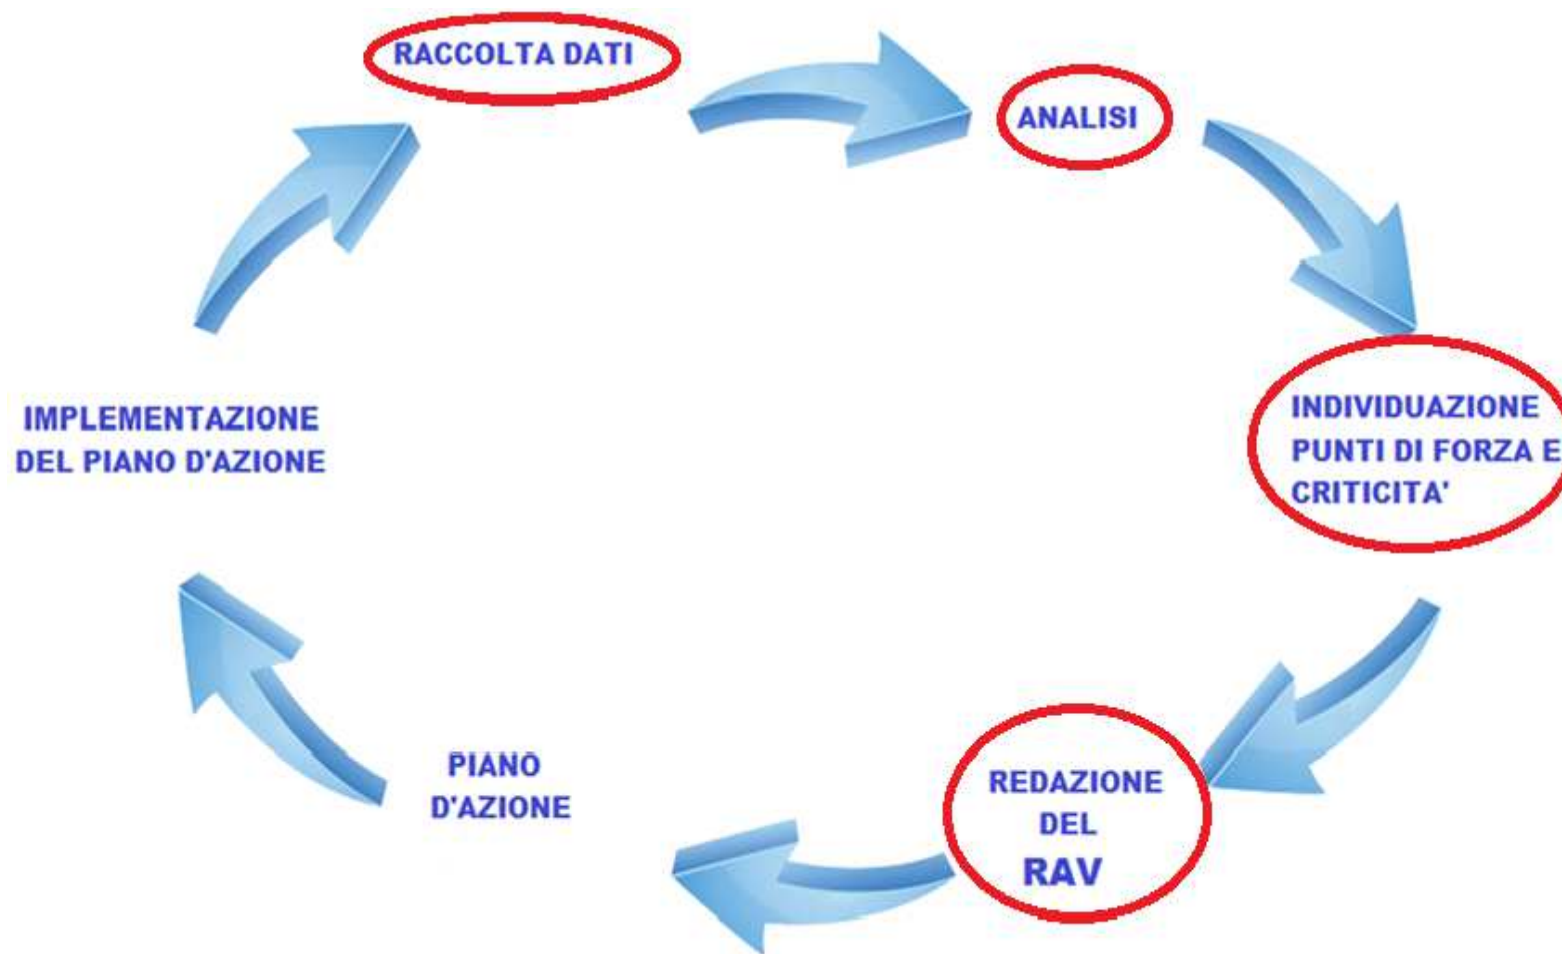 RACCOLTA DATI
ANALISI
INDIVIDUAZIONE
PUNTI DI FORZA E
CRITICITA'
REDAZIONE
DEL
RAV
PIANO
D'AZIONE
IMPLEMENTAZIONE
DEL PIANO D'AZIONE